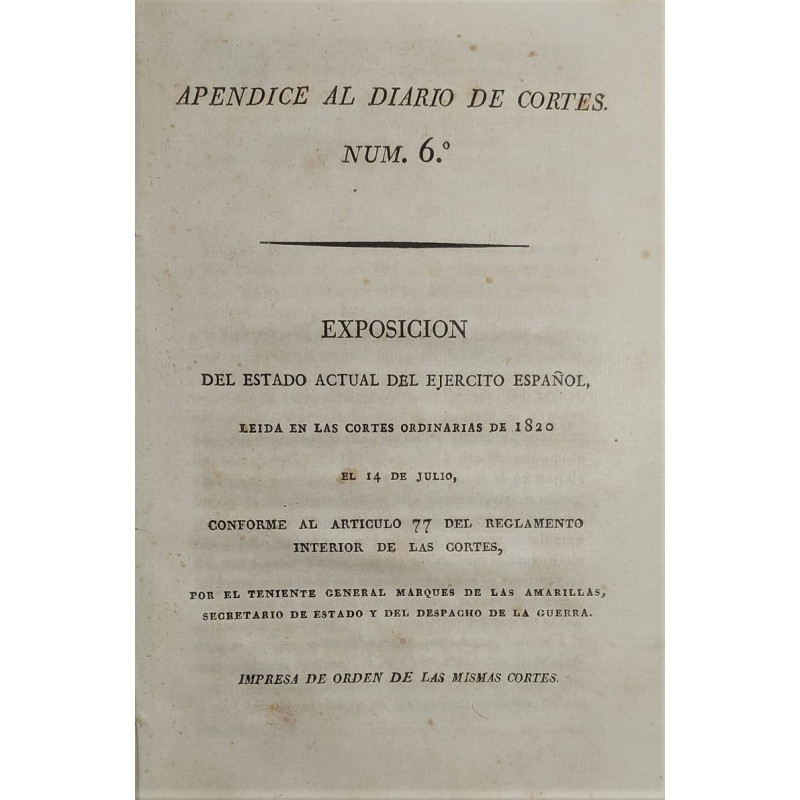 APENDICE AL DIARIO DE CORTES.
NUM. 6.º
EXPOSICION
DEL ESTADO ACTUAL DEL EJERCITO ESPAÑOL,
LEIDA EN LAS CORTES ORDINARIAS DE 1820
EL 14 DE JULIO,
CONFORME AL ARTICULO 77 DEL REGLAMENTO
INTERIOR DE LAS CORTES,
POR EL TENIENTE GENERAL MARQUES DE LAS AMARILLAS,
SECRETARIO DE ESTADO Y DEL DESPACHO DE LA GUERRA.
IMPRESA DE ORDEN DE LAS MISMAS CORTES.